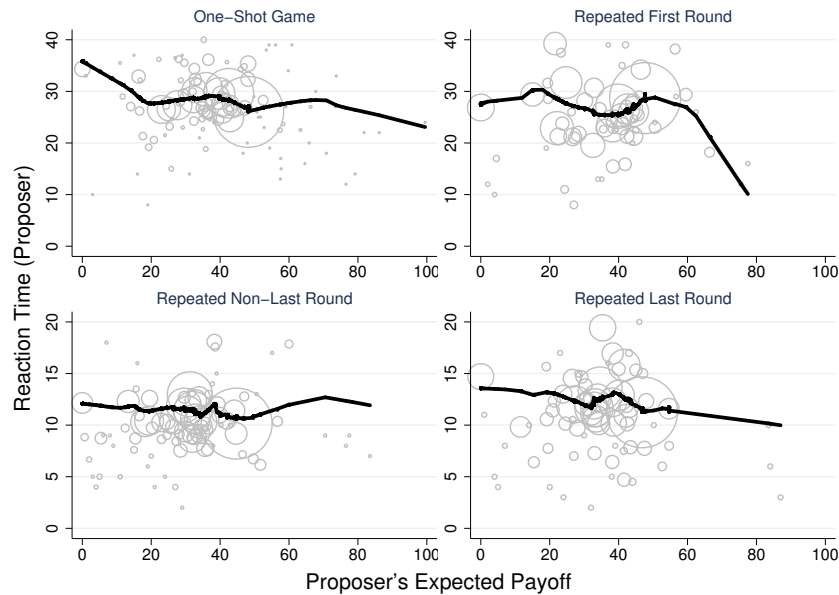 One−Shot Game
Repeated First Round
40
30
20
10
0
0 20 40 60 80 100
40
30
20
10
0
0 20 40 60 80 100
Repeated Non−Last Round
Repeated Last Round
20
15
10
5
0
0 20 40 60 80 100
20
15
10
5
0
0 20 40 60 80 100
Reaction Time (Proposer)
Proposer's Expected Payoff